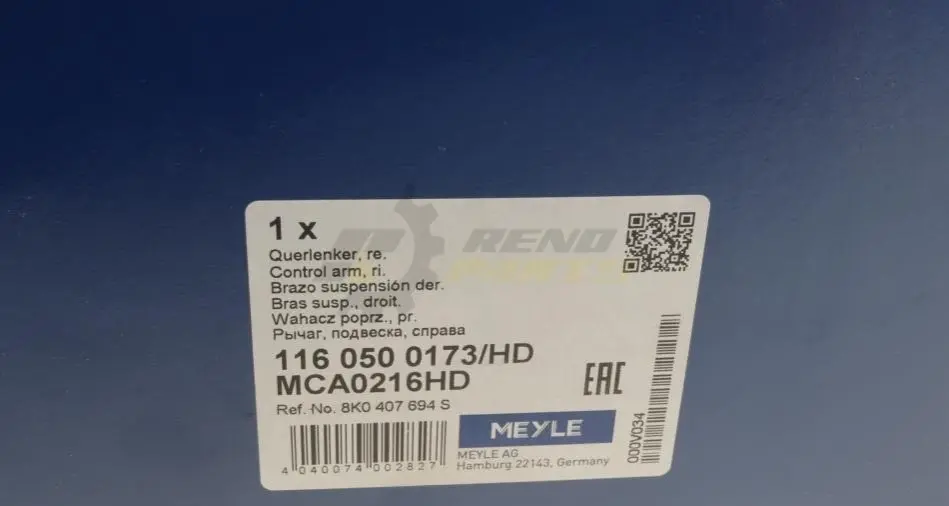 1 x
Querlenker, re.
Control arm, ri.
Brazo suspensión der.
Bras susp., droit.
Wahacz poprz., pr.
Рычаг, подвеска, справа
116 050 0173/HD
MCA0216HD
Ref. No. 8K0 407 694 S
4 040074 002827
MEYLE
MEYLE AG
Hamburg 22143, Germany
EAC
000V034
RENO
PARTS